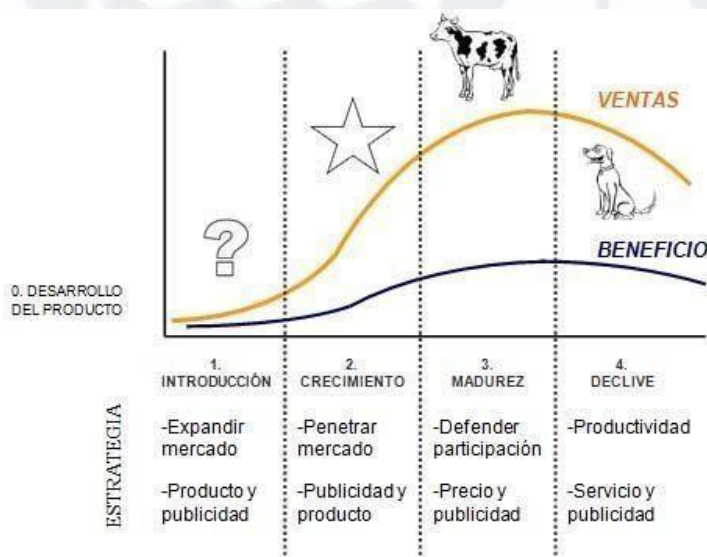 VENTAS
BENEFICIO
0. DESARROLLO
DEL PRODUCTO
1.
INTRODUCCIÓN
2.
CRECIMIENTO
3.
MADUREZ
4.
DECLIVE
ESTRATEGIA
-Expandir
mercado
-Penetrar
mercado
-Defender
participación
-Productividad
-Producto y
publicidad
-Publicidad y
producto
-Precio y
publicidad
-Servicio y
publicidad
?